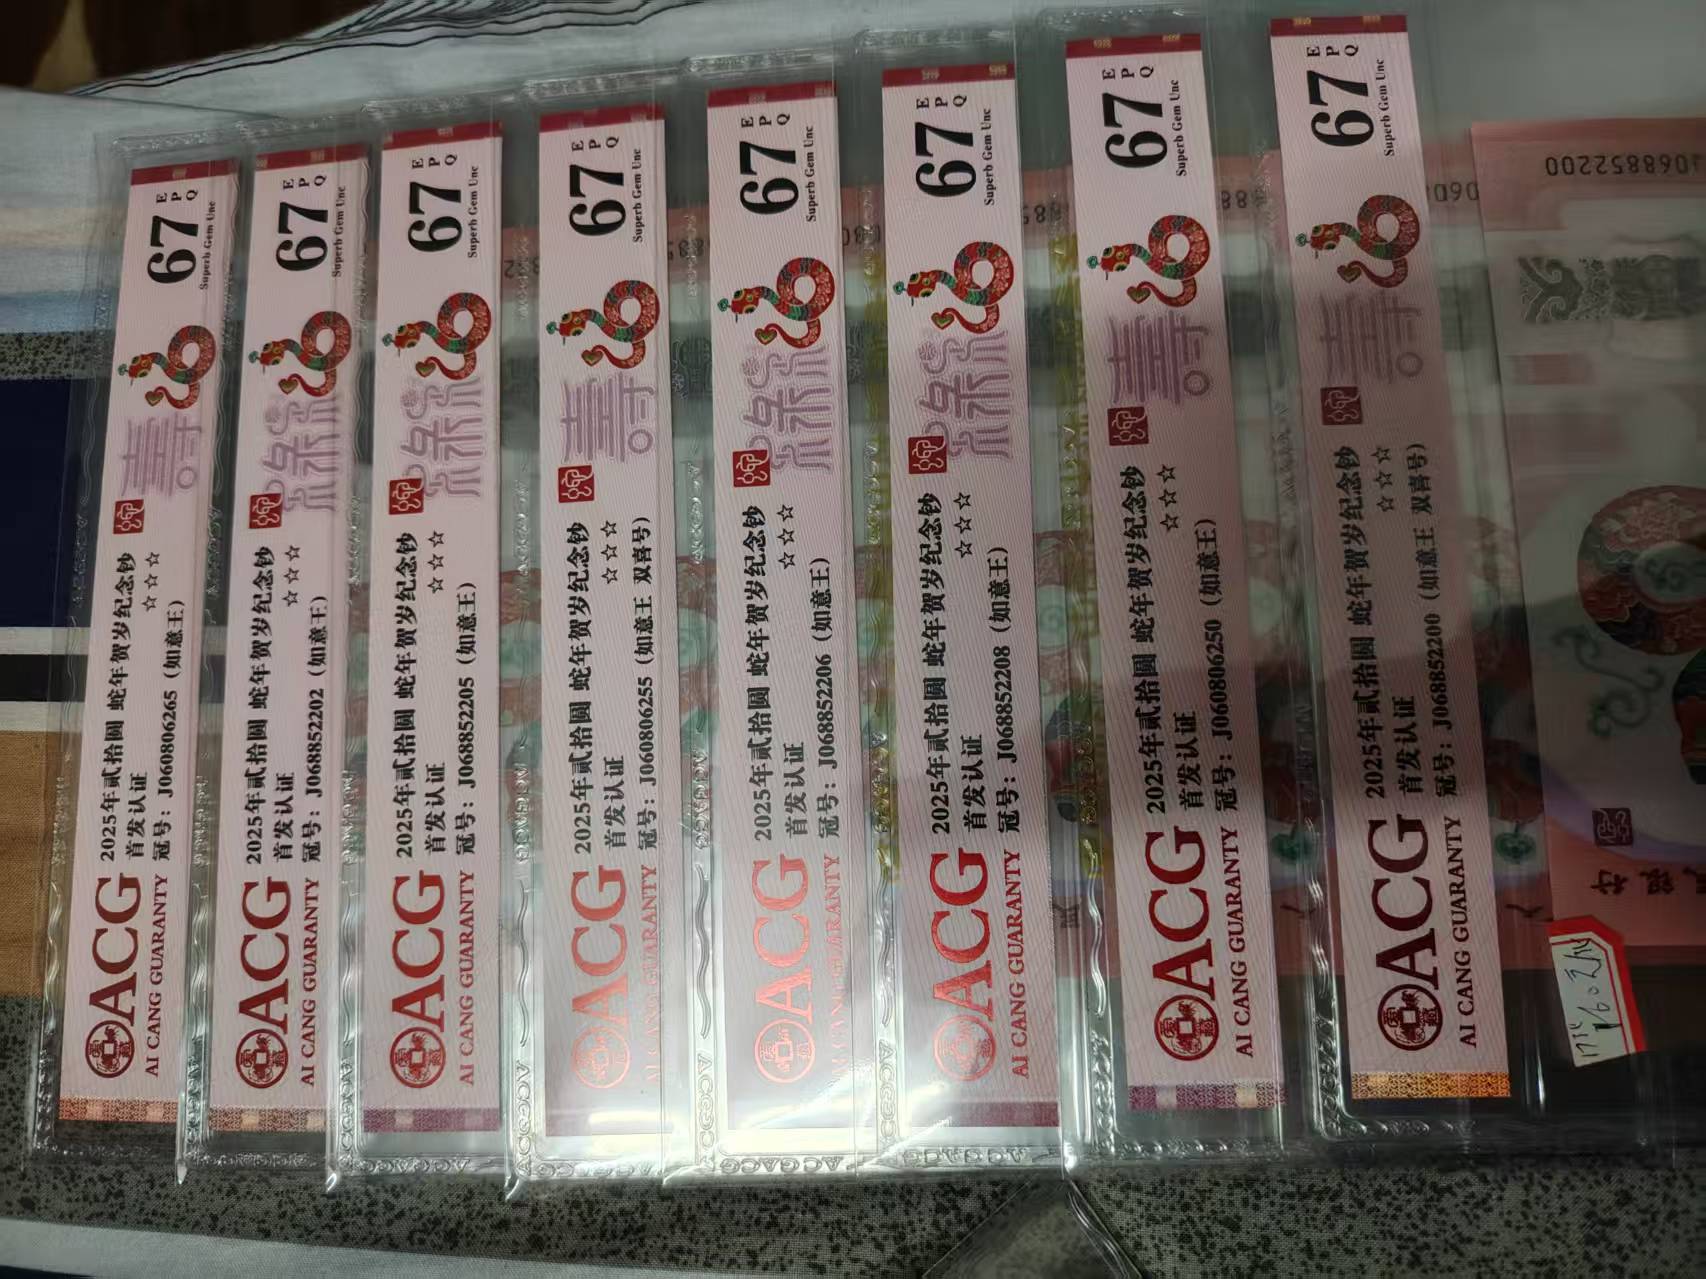 ACG
AI CANG GUARANTY
2025年贰拾圆 蛇年贺岁纪念钞
首发认证 ☆☆☆
冠号: J060806265 (如意王)
67 EPQ
Superb Gem Unc
ACG
AI CANG GUARANTY
2025年贰拾圆 蛇年贺岁纪念钞
首发认证 ☆☆☆
冠号: J068852202 (如意王)
67 EPQ
Superb Gem Unc
ACG
AI CANG GUARANTY
2025年贰拾圆 蛇年贺岁纪念钞
首发认证 ☆☆☆
冠号: J068852205 (如意王)
67 EPQ
Superb Gem Unc
ACG
AI CANG GUARANTY
2025年贰拾圆 蛇年贺岁纪念钞
首发认证 ☆☆☆
冠号: J060806255 (如意王 双喜号)
67 EPQ
Superb Gem Unc
ACG
AI CANG GUARANTY
2025年贰拾圆 蛇年贺岁纪念钞
首发认证 ☆☆☆
冠号: J068852206 (如意王)
67 EPQ
Superb Gem Unc
ACG
AI CANG GUARANTY
2025年贰拾圆 蛇年贺岁纪念钞
首发认证 ☆☆☆
冠号: J068852208 (如意王)
67 EPQ
Superb Gem Unc
ACG
AI CANG GUARANTY
2025年贰拾圆 蛇年贺岁纪念钞
首发认证 ☆☆☆
冠号: J060806250 (如意王)
67 EPQ
Superb Gem Unc
ACG
AI CANG GUARANTY
2025年贰拾圆 蛇年贺岁纪念钞
首发认证 ☆☆☆
冠号: J068852200 (如意王 双喜号)
67 EPQ
Superb Gem Unc
J068852200